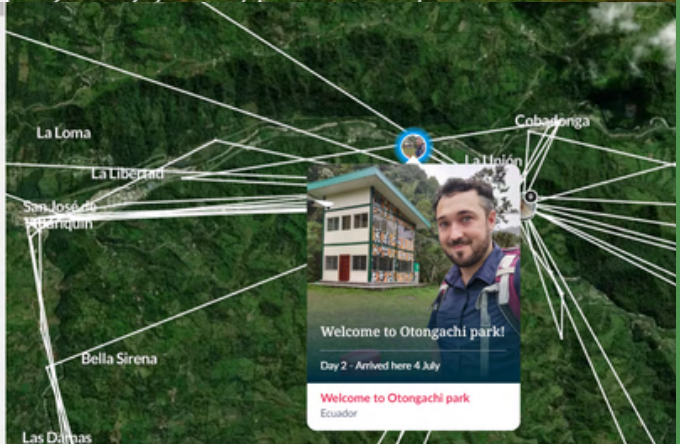 La Loma
Cobadonga
La Unión
La Libertad
San José de
Bella Sirena
Las Damas
Welcome to Otongachi park!
Day 2 - Arrived here 4 July
Welcome to Otongachi park
Ecuador